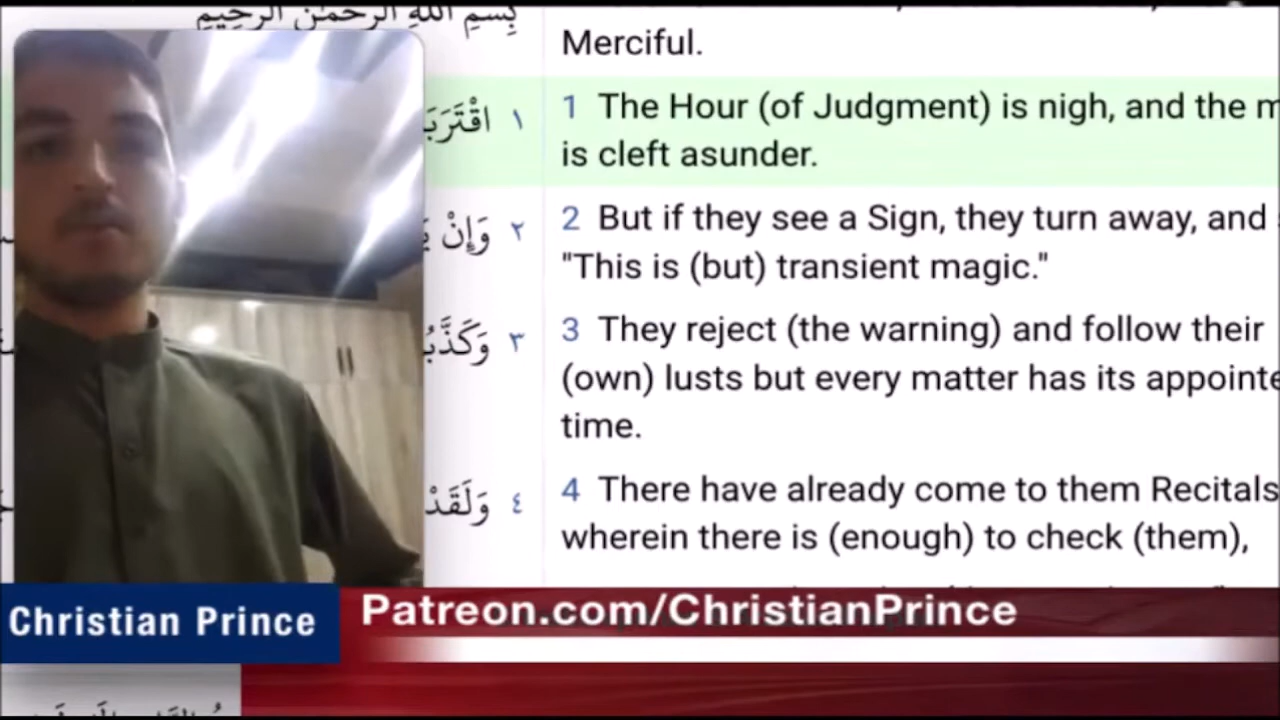 بِسْمِ اللَّهِ الرَّحْمَٰنِ الرَّحِيمِ
Merciful.
١ اقْتَرَبَ
1 The Hour (of Judgment) is nigh, and the m
is cleft asunder.
٢ وَإِنْ
2 But if they see a Sign, they turn away, and
"This is (but) transient magic."
٣ وَكَذَّبُ
3 They reject (the warning) and follow their
(own) lusts but every matter has its appointe
time.
٤ وَلَقَدْ
4 There have already come to them Recitals
wherein there is (enough) to check (them),
Christian Prince
Patreon.com/ChristianPrince